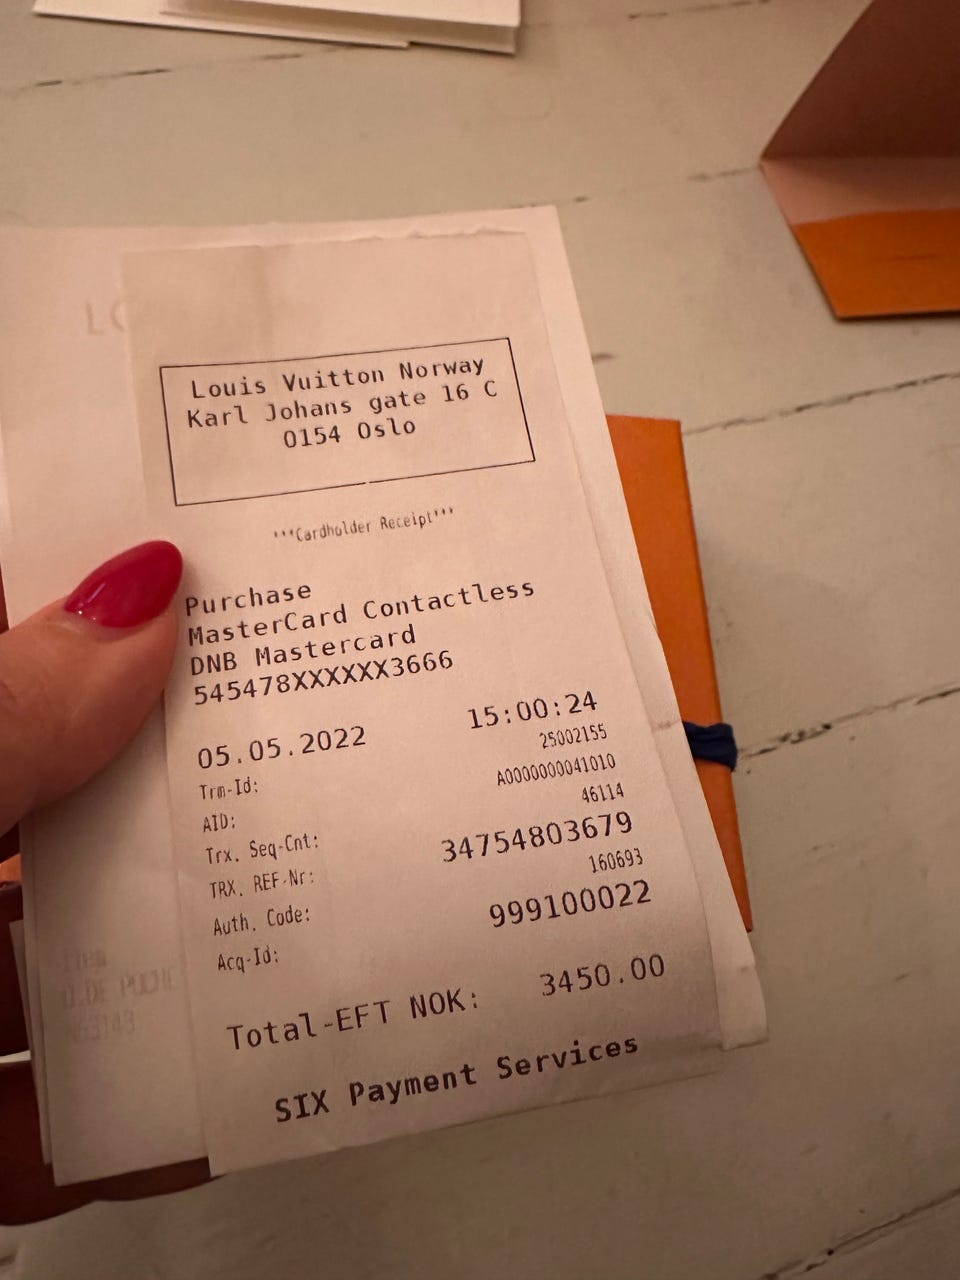 LO
Louis Vuitton Norway
Karl Johans gate 16 C
0154 Oslo
***Cardholder Receipt***
Purchase
MasterCard Contactless
DNB Mastercard
545478XXXXXX3666
05.05.2022 15:00:24
Trm-Id: 25002155
AID: A0000000041010
Trx. Seq-Cnt: 46114
TRX. REF-Nr: 34754803679
Auth. Code: 160693
Acq-Id: 999100022
Total-EFT NOK: 3450.00
SIX Payment Services
Item